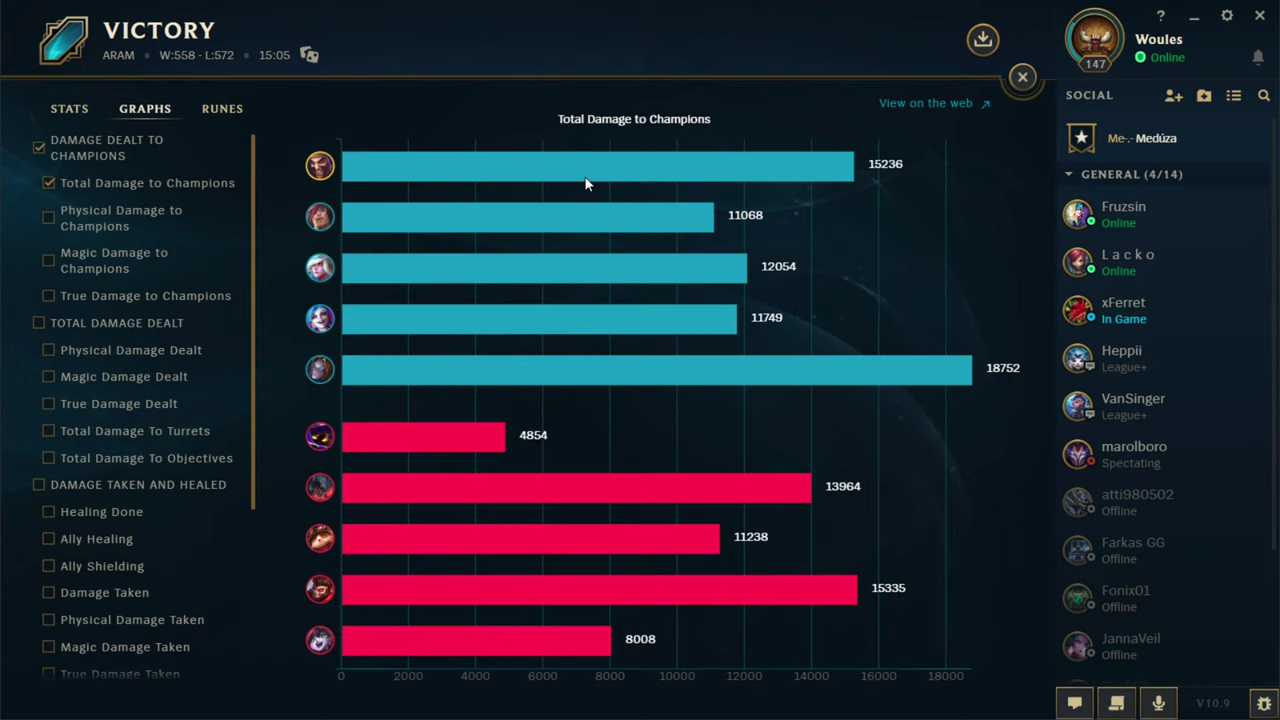 VICTORY
ARAM W:558 - L:572 15:05
?
Woules
147
Online
STATS
GRAPHS
RUNES
View on the web
DAMAGE DEALT TO
CHAMPIONS
Total Damage to Champions
Physical Damage to
Champions
Magic Damage to
Champions
True Damage to Champions
TOTAL DAMAGE DEALT
Physical Damage Dealt
Magic Damage Dealt
True Damage Dealt
Total Damage To Turrets
Total Damage To Objectives
DAMAGE TAKEN AND HEALED
Healing Done
Ally Healing
Ally Shielding
Damage Taken
Physical Damage Taken
Magic Damage Taken
True Damage Taken
Total Damage to Champions
15236
11068
12054
11749
18752
4854
13964
11238
15335
8008
0 2000 4000 6000 8000 10000 12000 14000 16000 18000
SOCIAL
Me-.- Medúza
GENERAL (4/14)
Fruzsin
Online
L a c k o
Online
xFerret
In Game
Heppii
League+
VanSinger
League+
marolboro
Spectating
atti980502
Offline
Farkas GG
Offline
Fonix01
Offline
JannaVeil
Offline
V10.9